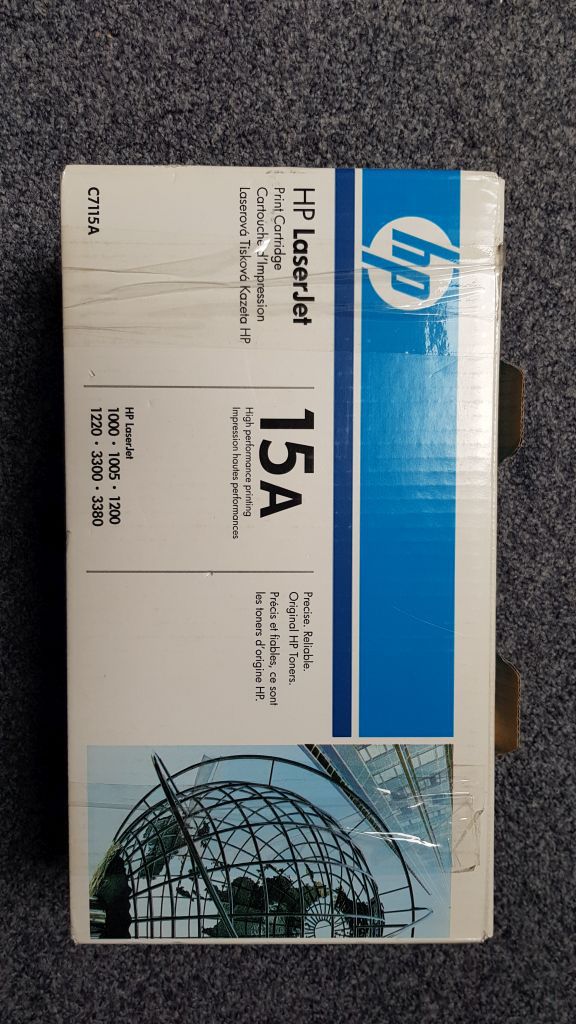 hp
HP LaserJet
Print Cartridge
Cartouche d'Impression
Laserová Tisková Kazeta HP
C7115A
15A
High performance printing
Impression hautes performances
HP LaserJet
1000 • 1005 • 1200
1220 • 3300 • 3380
Precise. Reliable.
Original HP Toners.
Précis et fiables, ce sont
les toners d'origine HP.